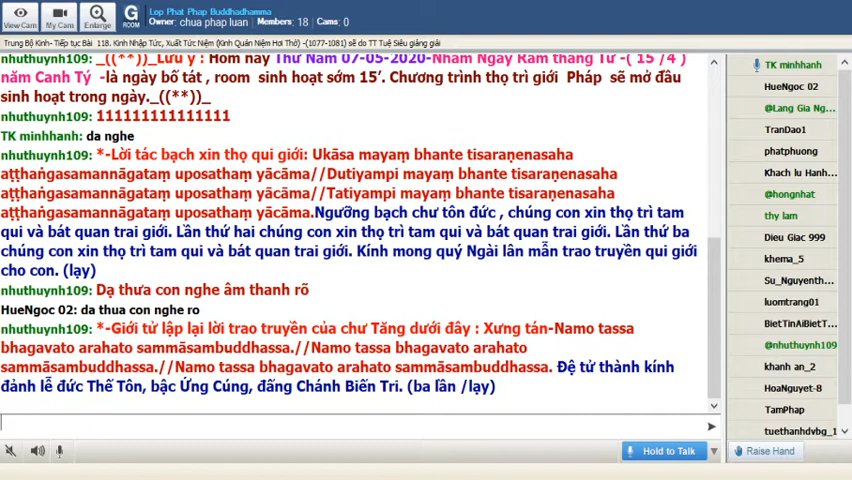 Lop Phat Phap Buddhadhamma
Owner: chua phap luan Members: 18 Cams: 0
View Cam
My Cam
Enlarge
G
ROOM
Trung Bộ Kinh- Tiếp tục Bài 118. Kinh Nhập Tức, Xuất Tức Niệm (Kinh Quán Niệm Hơi Thở) -(1077-1081) sẽ do TT Tuệ Siêu giảng giải
nhuthuynh109: _((**))_Lưu ý : Hôm nay Thứ Năm 07-05-2020-Nhằm Ngày Rằm tháng Tư -( 15 /4 )
năm Canh Tý -là ngày bố tát , room sinh hoạt sớm 15’. Chương trình thọ trì giới Pháp sẽ mở đầu
sinh hoạt trong ngày._((**))_
nhuthuynh109: 1111111111111111
TK minhhanh: da nghe
nhuthuynh109: *-Lời tác bạch xin thọ qui giới: Ukāsa mayaṃ bhante tisaraṇenasaha
aṭṭhaṅgasamannāgataṃ uposathaṃ yācāma//Dutiyampi mayaṃ bhante tisaraṇenasaha
aṭṭhaṅgasamannāgataṃ uposathaṃ yācāma//Tatiyampi mayaṃ bhante tisaraṇenasaha
aṭṭhaṅgasamannāgataṃ uposathaṃ yācāma.Ngưỡng bạch chư tôn đức , chúng con xin thọ trì tam
qui và bát quan trai giới. Lần thứ hai chúng con xin thọ trì tam qui và bát quan trai giới. Lần thứ ba
chúng con xin thọ trì tam qui và bát quan trai giới. Kính mong quý Ngài lân mẫn trao truyền qui giới
cho con. (lạy)
nhuthuynh109: Dạ thưa con nghe âm thanh rõ
HueNgoc 02: da thua con nghe ro
nhuthuynh109: *-Giới tử lập lại lời trao truyền của chư Tăng dưới đây : Xưng tán-Namo tassa
bhagavato arahato sammāsambuddhassa.//Namo tassa bhagavato arahato
sammāsambuddhassa.//Namo tassa bhagavato arahato sammāsambuddhassa. Đệ tử thành kính
đảnh lễ đức Thế Tôn, bậc Ứng Cúng, đấng Chánh Biến Tri. (ba lần /lạy)
Hold to Talk
TK minhhanh
HueNgoc 02
@Lang Gia Ng...
TranDao1
phatphuong
Khach lu Hanh...
@hongnhat
thy lam
Dieu Giac 999
khema_5
Su_Nguyenth...
luomtrang01
BietTinAiBietT...
@nhuthuynh109
khanh an_2
HoaNguyet-8
TamPhap
tuethanhdvbg_1
Raise Hand